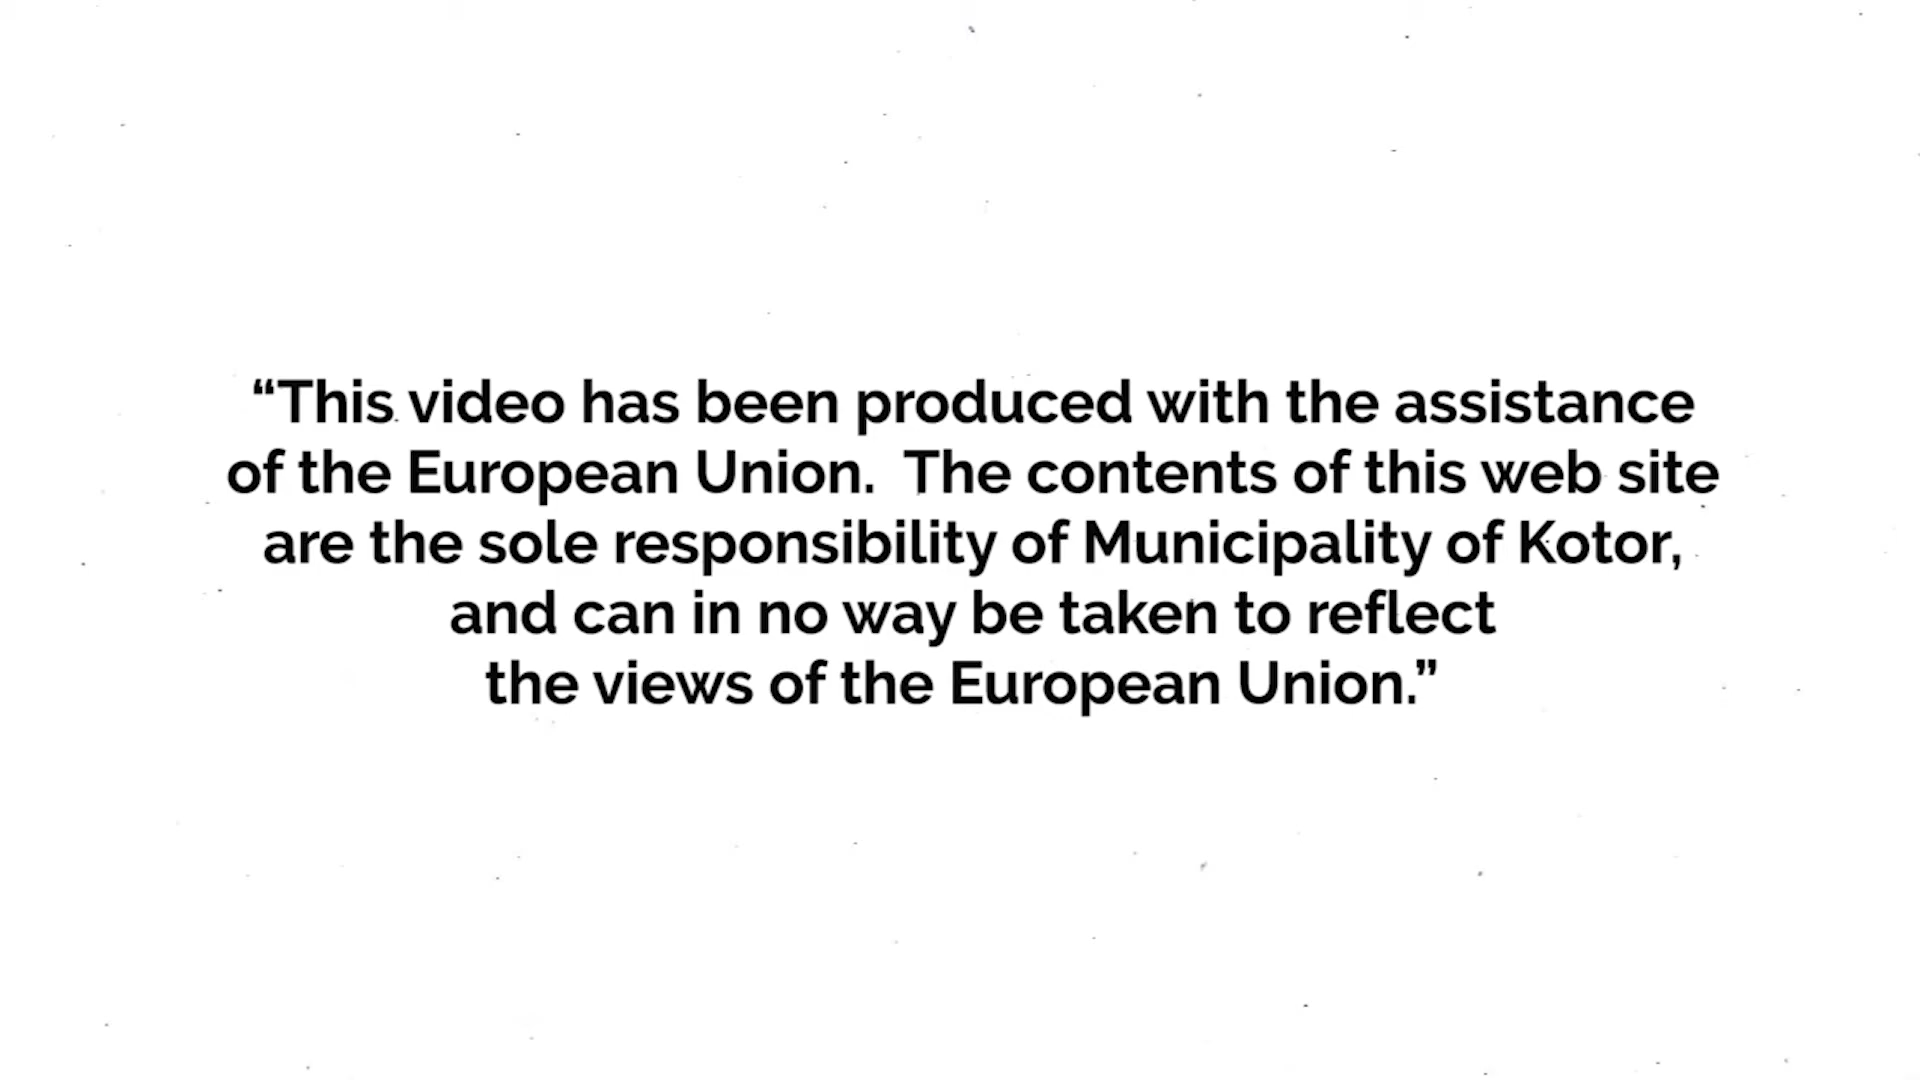 “This video has been produced with the assistance
of the European Union.  The contents of this web site
are the sole responsibility of Municipality of Kotor,
and can in no way be taken to reflect
the views of the European Union.”